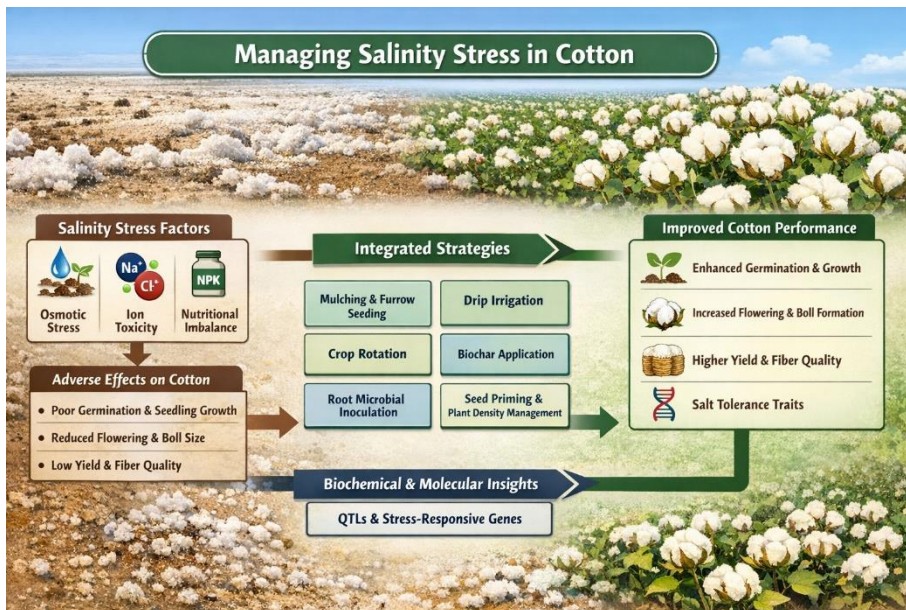 Managing Salinity Stress in Cotton
Salinity Stress Factors
Na⁺
Cl⁺
NPK
Osmotic
Stress
Ion
Toxicity
Nutritional
Imbalance
Adverse Effects on Cotton
• Poor Germination & Seedling Growth
• Reduced Flowering & Boll Size
• Low Yield & Fiber Quality
Integrated Strategies
Mulching & Furrow
Seeding
Drip Irrigation
Crop Rotation
Biochar Application
Root Microbial
Inoculation
Seed Priming &
Plant Density Management
Biochemical & Molecular Insights
QTLs & Stress-Responsive Genes
Improved Cotton Performance
Enhanced Germination & Growth
Increased Flowering & Boll Formation
Higher Yield & Fiber Quality
Salt Tolerance Traits